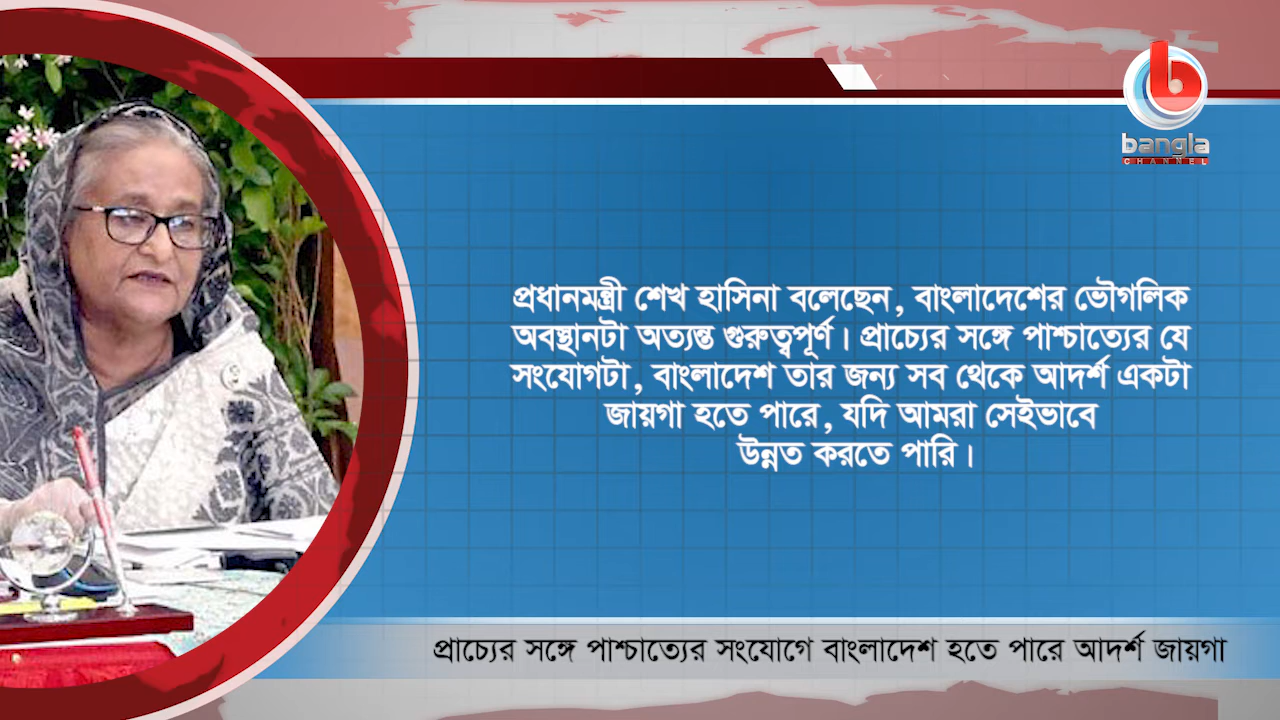 bangla
CHANNEL
প্রধানমন্ত্রী শেখ হাসিনা বলেছেন, বাংলাদেশের ভৌগলিক
অবস্থানটা অত্যন্ত গুরুত্বপূর্ণ। প্রাচ্যের সঙ্গে পাশ্চাত্যের যে
সংযোগটা, বাংলাদেশ তার জন্য সব থেকে আদর্শ একটা
জায়গা হতে পারে, যদি আমরা সেইভাবে
উন্নত করতে পারি।
প্রাচ্যের সঙ্গে পাশ্চাত্যের সংযোগে বাংলাদেশ হতে পারে আদর্শ জায়গা